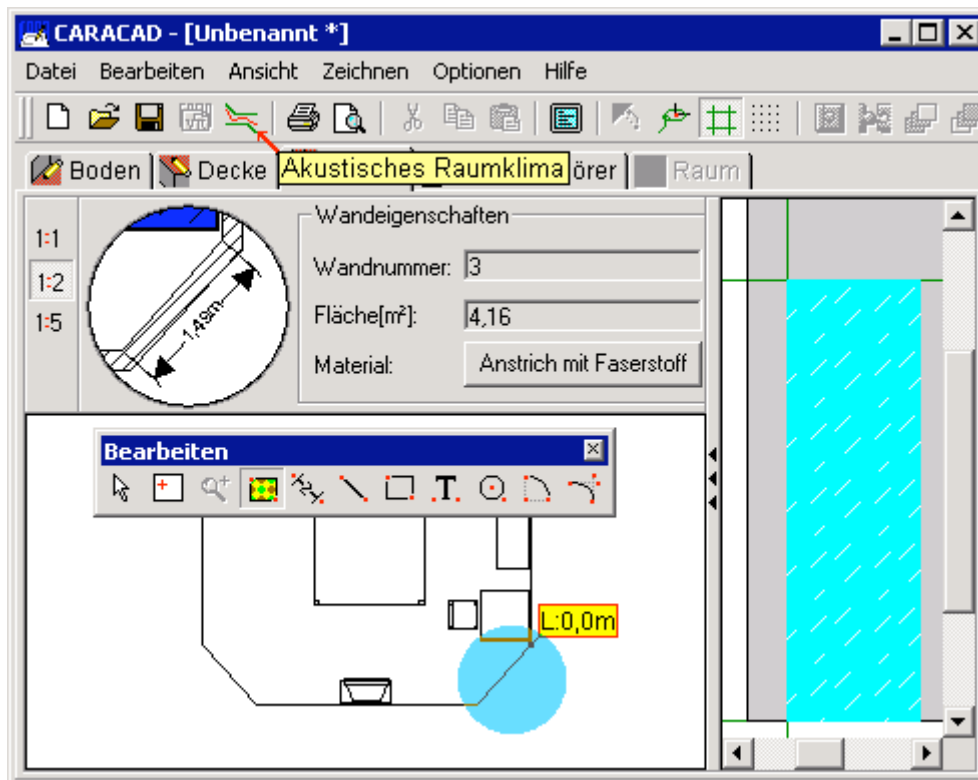 CARACAD - [Unbenannt *]
Datei Bearbeiten Ansicht Zeichnen Optionen Hilfe
Akustisches Raumklima
Boden Decke örer Raum
1:1
1:2
1:5
1,49m
Wandeigenschaften
Wandnummer: 3
Fläche[m²]: 4,16
Material: Anstrich mit Faserstoff
Bearbeiten
T
L:0,0m